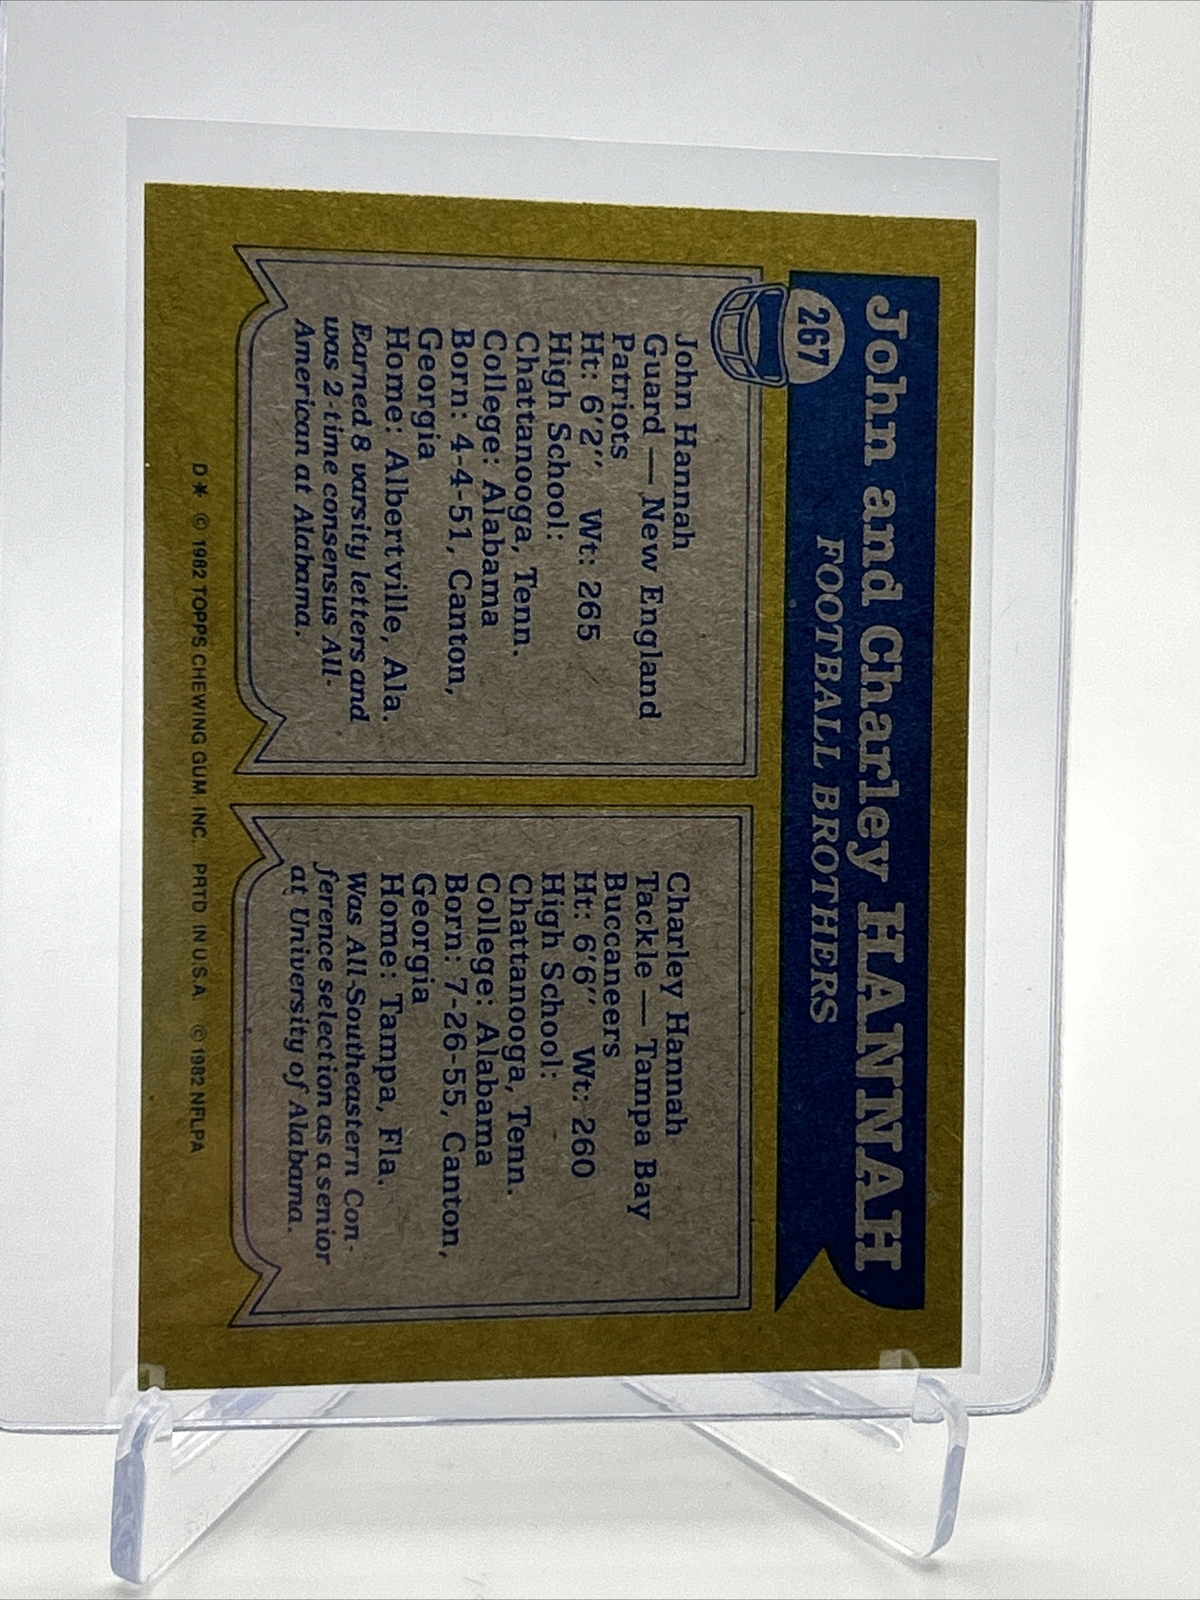 John and Charley HANNAH
FOOTBALL BROTHERS
267
John Hannah
Guard — New England
Patriots
Ht: 6'2'' Wt: 265
High School:
Chattanooga, Tenn.
College: Alabama
Born: 4-4-51, Canton,
Georgia
Home: Albertville, Ala.
Earned 8 varsity letters and
was 2-time consensus All-
American at Alabama.
Charley Hannah
Tackle — Tampa Bay
Buccaneers
Ht: 6'6'' Wt: 260
High School:
Chattanooga, Tenn.
College: Alabama
Born: 7-26-55, Canton,
Georgia
Home: Tampa, Fla.
Was All-Southeastern Con-
ference selection as a senior
at University of Alabama.
D* © 1982 TOPPS CHEWING GUM, INC. PRTD. IN U.S.A. © 1982 NFLPA